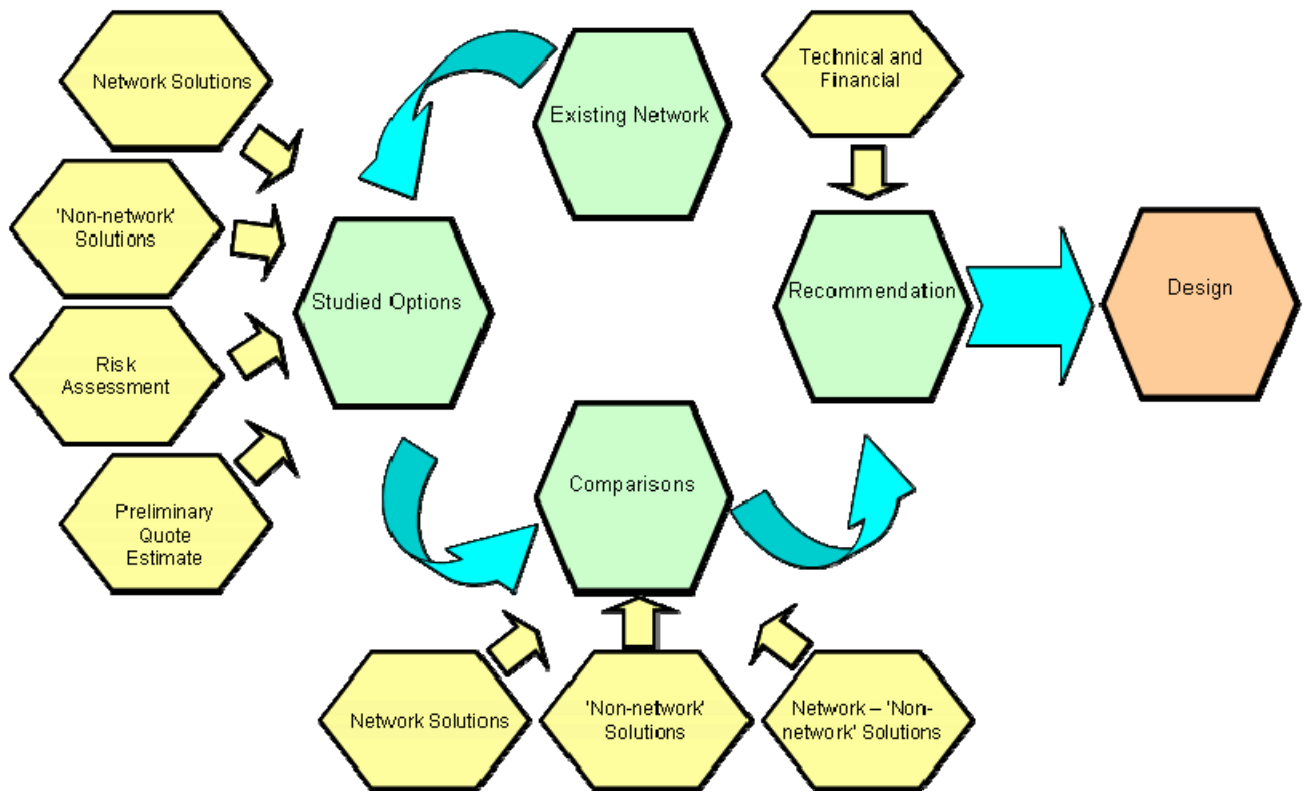 Network Solutions
'Non-network'
Solutions
Risk
Assessment
Preliminary
Quote
Estimate
Existing Network
Studied Options
Technical and
Financial
Recommendation
Design
Comparisons
Network Solutions
'Non-network'
Solutions
Network – 'Non-
network' Solutions